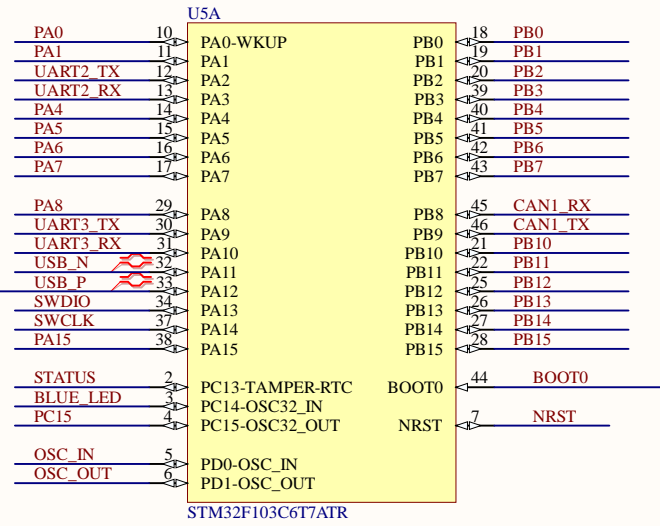 U5A
PA0 10 PA0-WKUP PB0 18 PB0
PA1 11 PA1 PB1 19 PB1
UART2_TX 12 PA2 PB2 20 PB2
UART2_RX 13 PA3 PB3 39 PB3
PA4 14 PA4 PB4 40 PB4
PA5 15 PA5 PB5 41 PB5
PA6 16 PA6 PB6 42 PB6
PA7 17 PA7 PB7 43 PB7
PA8 29 PA8 PB8 45 CAN1_RX
UART3_TX 30 PA9 PB9 46 CAN1_TX
UART3_RX 31 PA10 PB10 21 PB10
USB_N 32 PA11 PB11 22 PB11
USB_P 33 PA12 PB12 25 PB12
SWDIO 34 PA13 PB13 26 PB13
SWCLK 37 PA14 PB14 27 PB14
PA15 38 PA15 PB15 28 PB15
STATUS 2 PC13-TAMPER-RTC BOOT0 44 BOOT0
BLUE_LED 3 PC14-OSC32_IN
PC15 4 PC15-OSC32_OUT NRST 7 NRST
OSC_IN 5 PD0-OSC_IN
OSC_OUT 6 PD1-OSC_OUT
STM32F103C6T7ATR